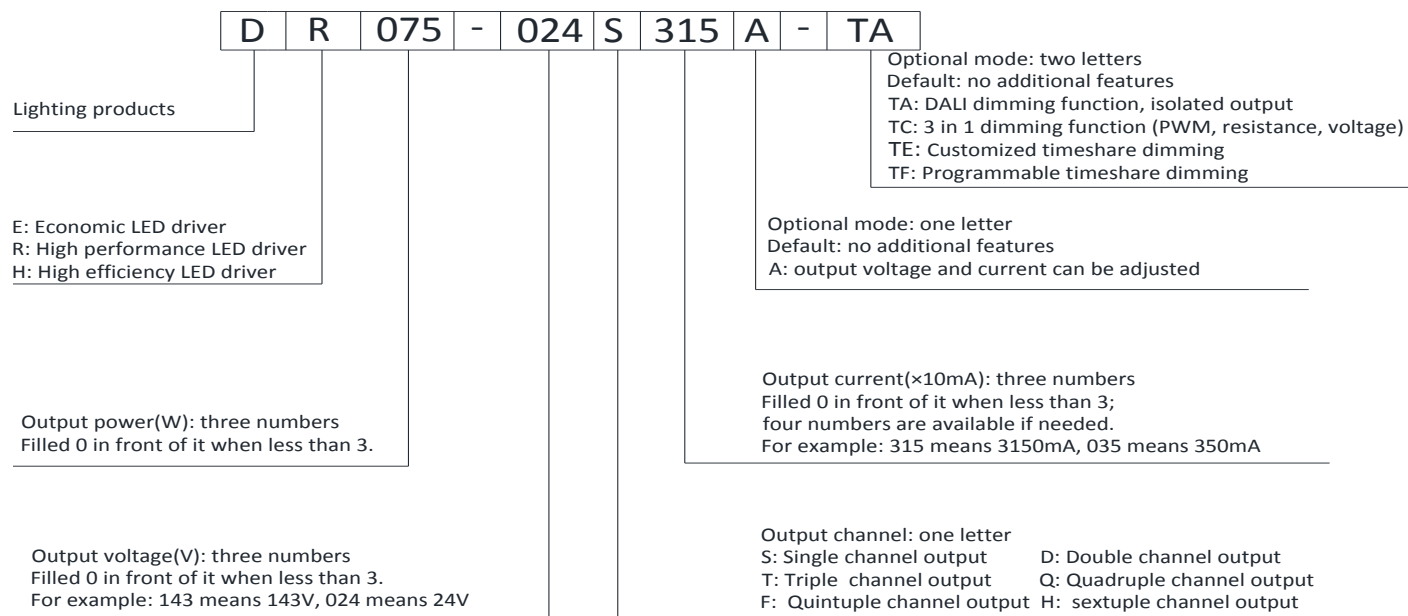 D R 075 - 024 S 315 A - TA
Optional mode: two letters
Default: no additional features
TA: DALI dimming function, isolated output
TC: 3 in 1 dimming function (PWM, resistance, voltage)
TE: Customized timeshare dimming
TF: Programmable timeshare dimming
Lighting products
E: Economic LED driver
R: High performance LED driver
H: High efficiency LED driver
Optional mode: one letter
Default: no additional features
A: output voltage and current can be adjusted
Output power(W): three numbers
Filled 0 in front of it when less than 3.
Output current(×10mA): three numbers
Filled 0 in front of it when less than 3;
four numbers are available if needed.
For example: 315 means 3150mA, 035 means 350mA
Output voltage(V): three numbers
Filled 0 in front of it when less than 3.
For example: 143 means 143V, 024 means 24V
Output channel: one letter
S: Single channel output D: Double channel output
T: Triple channel output Q: Quadruple channel output
F: Quintuple channel output H: sextuple channel output